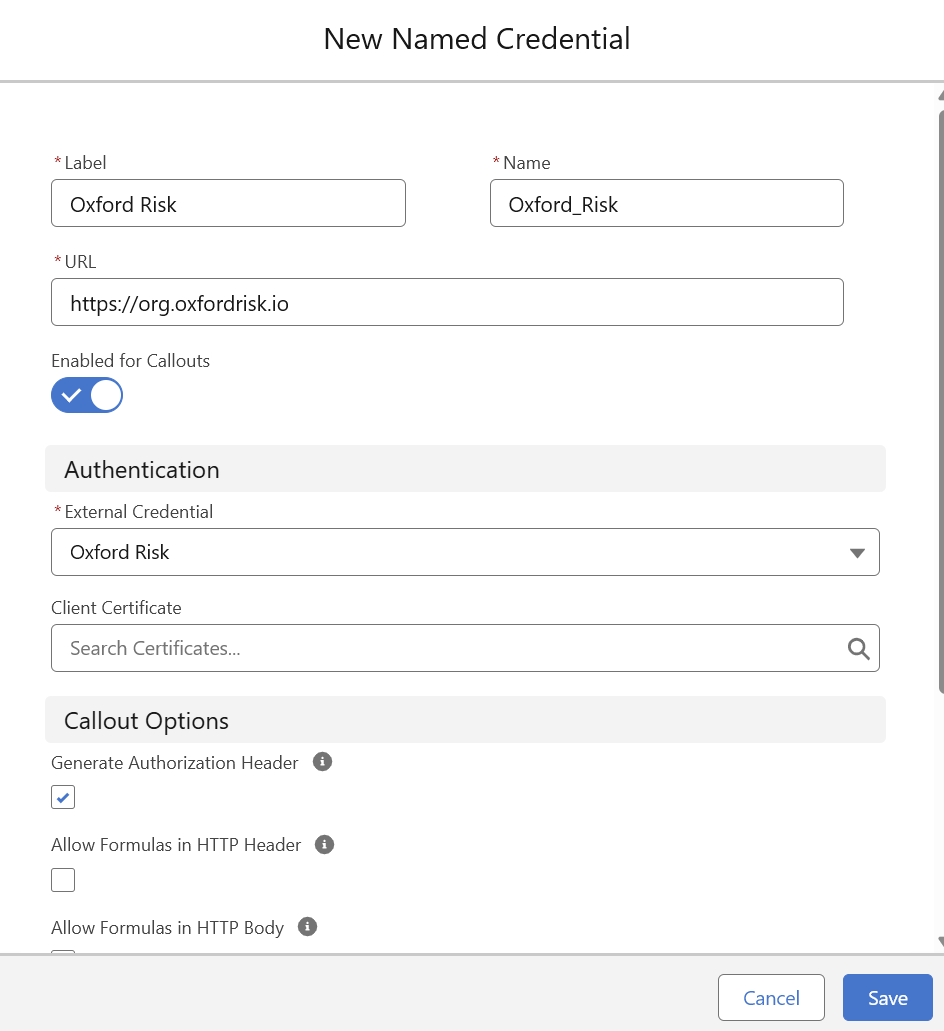 New Named Credential
* Label
* Name
Oxford Risk
Oxford_Risk
* URL
https://org.oxfordrisk.io
Enabled for Callouts
Authentication
* External Credential
Oxford Risk
Client Certificate
Search Certificates...
Callout Options
Generate Authorization Header
Allow Formulas in HTTP Header
Allow Formulas in HTTP Body
Cancel
Save